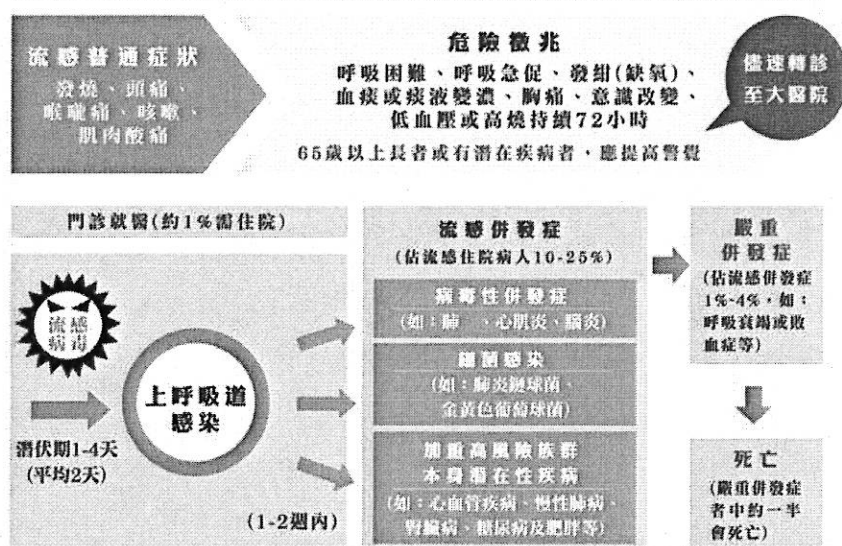 流感普通症狀
發燒、頭痛、
喉嚨痛、咳嗽、
肌肉酸痛
危險徵兆
呼吸困難、呼吸急促、發紺(缺氧)、
血痰或痰液變濃、胸痛、意識改變、
低血壓或高燒持續72小時
65歲以上長者或有潛在疾病者，應提高警覺
儘速轉診
至大醫院
門診就醫(約1%需住院)
流感
病毒
潛伏期1-4天
(平均2天)
上呼吸道
感染
(1-2週內)
流感併發症
(佔流感住院病人10-25%)
病毒性併發症
(如：肺 、心肌炎、腦炎)
細菌感染
(如：肺炎鏈球菌、
金黃色葡萄球菌)
加重高風險族群
本身潛在性疾病
(如：心血管疾病、慢性肺病、
腎臟病、糖尿病及肥胖等)
嚴重
併發症
(佔流感併發症
1%-4%，如：
呼吸衰竭或敗
血症等)
死亡
(嚴重併發症
者中約一半
會死亡)